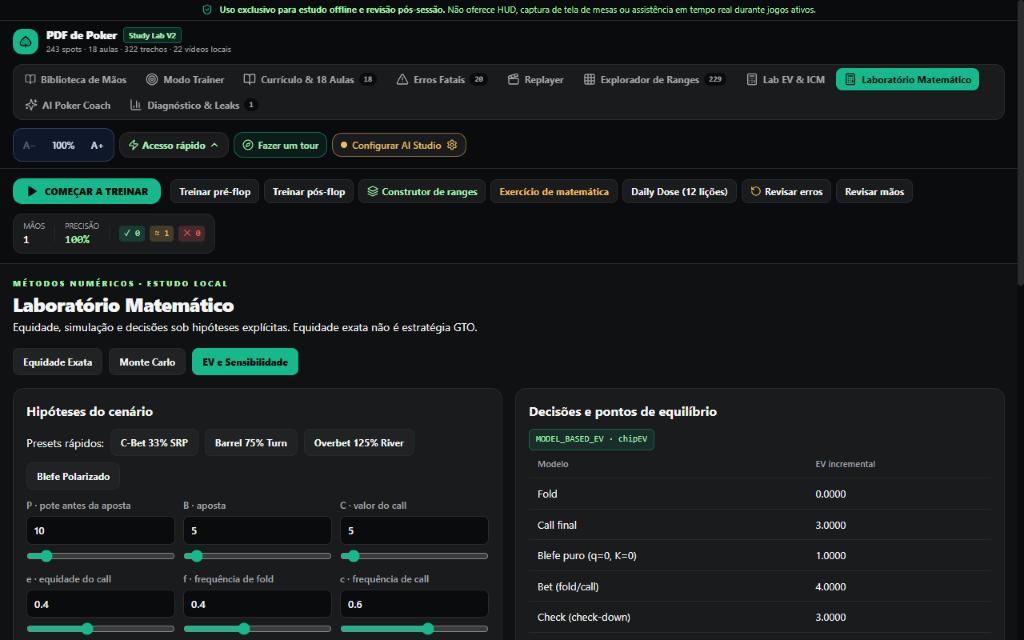 Uso exclusivo para estudo offline e revisão pós-sessão. Não oferece HUD, captura de tela de mesas ou assistência em tempo real durante jogos ativos.
PDF de Poker Study Lab V2
243 spots · 18 aulas · 322 trechos · 22 vídeos locais
Biblioteca de Mãos Modo Trainer Currículo & 18 Aulas 18 Erros Fatais 20 Replayer Explorador de Ranges 229 Lab EV & ICM Laboratório Matemático
AI Poker Coach Diagnóstico & Leaks 1
A− 100% A+ Acesso rápido Fazer um tour Configurar AI Studio
COMEÇAR A TREINAR Treinar pré-flop Treinar pós-flop Construtor de ranges Exercício de matemática Daily Dose (12 lições) Revisar erros Revisar mãos
MÃOS PRECISÃO
1 100% ✓ 0 ≈ 1 ✕ 0
MÉTODOS NUMÉRICOS · ESTUDO LOCAL
Laboratório Matemático
Equidade, simulação e decisões sob hipóteses explícitas. Equidade exata não é estratégia GTO.
Equidade Exata Monte Carlo EV e Sensibilidade
Hipóteses do cenário
Presets rápidos: C-Bet 33% SRP Barrel 75% Turn Overbet 125% River
Blefe Polarizado
P · pote antes da aposta B · aposta C · valor do call
10 5 5
e · equidade do call f · frequência de fold c · frequência de call
0.4 0.4 0.6
Decisões e pontos de equilíbrio
MODEL_BASED_EV · chipEV
Modelo EV incremental
Fold 0.0000
Call final 3.0000
Blefe puro (q=0, K=0) 1.0000
Bet (fold/call) 4.0000
Check (check-down) 3.0000